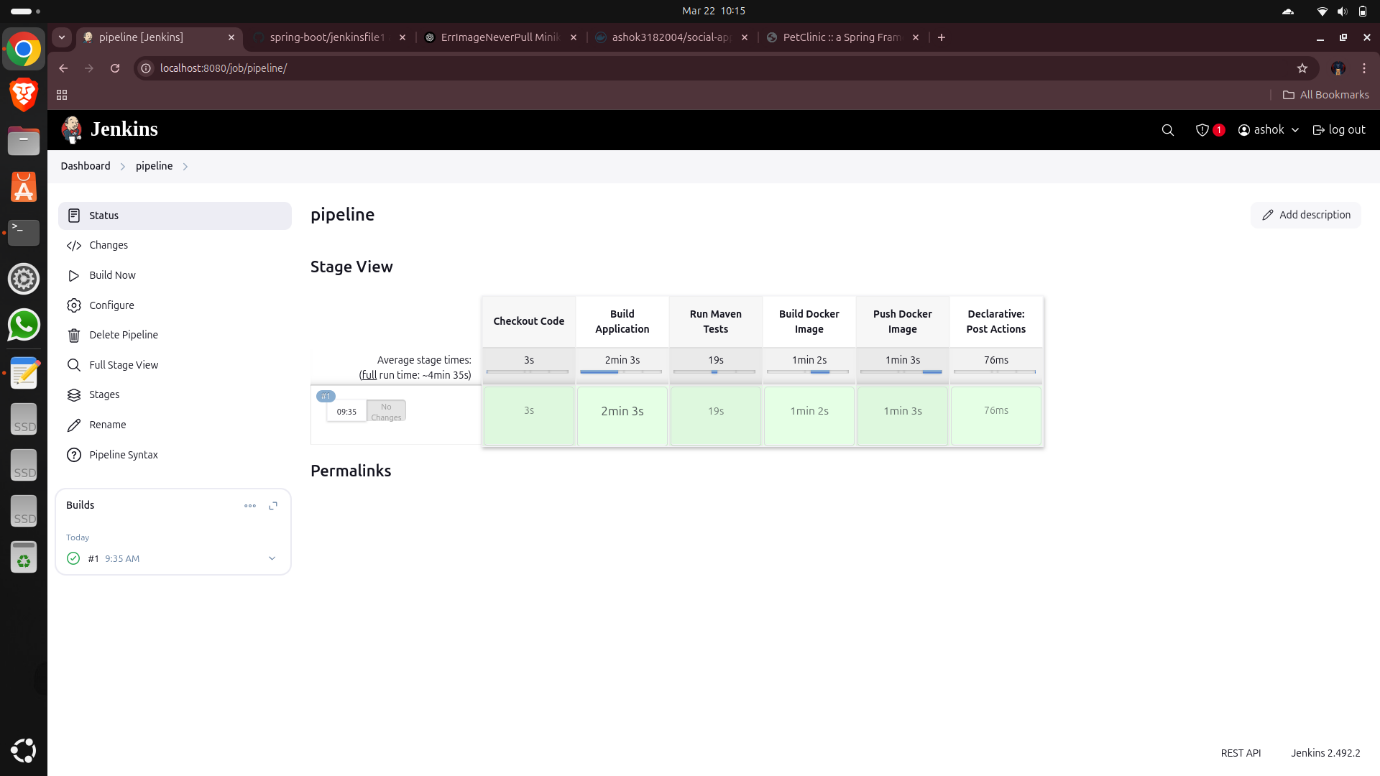 Mar 22 10:15
pipeline [Jenkins]
spring-boot/jenkinsfile1
ErrImageNeverPull Minik
ashok3182004/social-ap
PetClinic :: a Spring Fram
localhost:8080/job/pipeline/
All Bookmarks
Jenkins
1
ashok
log out
Dashboard
pipeline
Status
Changes
Build Now
Configure
Delete Pipeline
Full Stage View
Stages
Rename
Pipeline Syntax
Builds
Today
#1 9:35 AM
pipeline
Add description
Stage View
Checkout Code
Build
Application
Run Maven
Tests
Build Docker
Image
Push Docker
Image
Declarative:
Post Actions
Average stage times:
(full run time: ~4min 35s)
3s
2min 3s
19s
1min 2s
1min 3s
76ms
#1
09:35
No
Changes
3s
2min 3s
19s
1min 2s
1min 3s
76ms
Permalinks
SSD
SSD
SSD
REST API
Jenkins 2.492.2